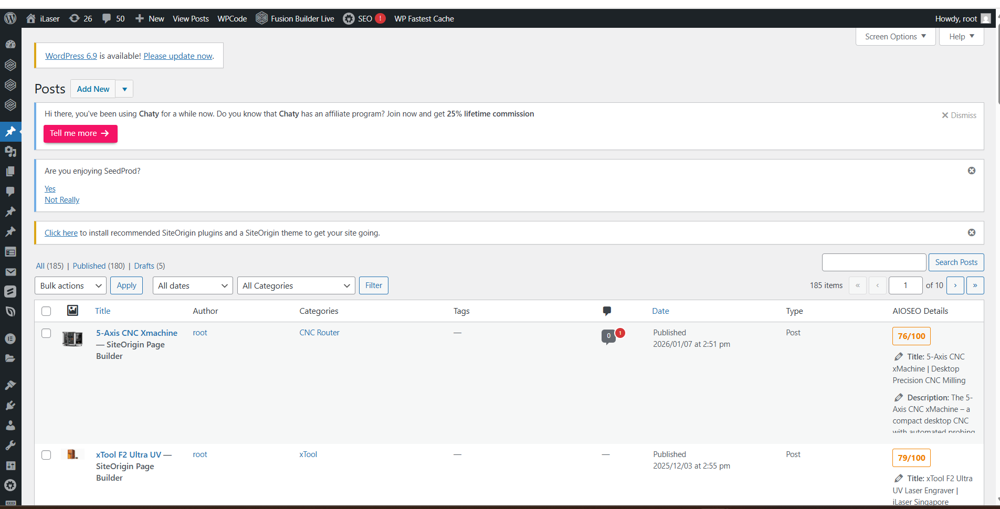 iLaser 26 50 New View Posts WPCode Fusion Builder Live SEO ! WP Fastest Cache Howdy, root
Screen Options Help
WordPress 6.9 is available! Please update now.
Posts Add New
Hi there, you've been using Chaty for a while now. Do you know that Chaty has an affiliate program? Join now and get 25% lifetime commission
Dismiss
Tell me more →
Are you enjoying SeedProd?
Yes
Not Really
Click here to install recommended SiteOrigin plugins and a SiteOrigin theme to get your site going.
All (185) | Published (180) | Drafts (5)
Search Posts
Bulk actions Apply All dates All Categories Filter 185 items « ‹ 1 of 10 › »
Title Author Categories Tags Date Type AIOSEO Details
5-Axis CNC Xmachine — SiteOrigin Page Builder
root
CNC Router
—
0 1
Published
2026/01/07 at 2:51 pm
Post
76/100
Title: 5-Axis CNC
xMachine | Desktop
Precision CNC Milling
Description: The 5-
Axis CNC xMachine – a
compact desktop CNC
with automated probing
xTool F2 Ultra UV —
SiteOrigin Page
Builder
root
xTool
—
—
Published
2025/12/03 at 2:55 pm
Post
79/100
Title: xTool F2 Ultra
UV Laser Engraver |
iLaser Singapore